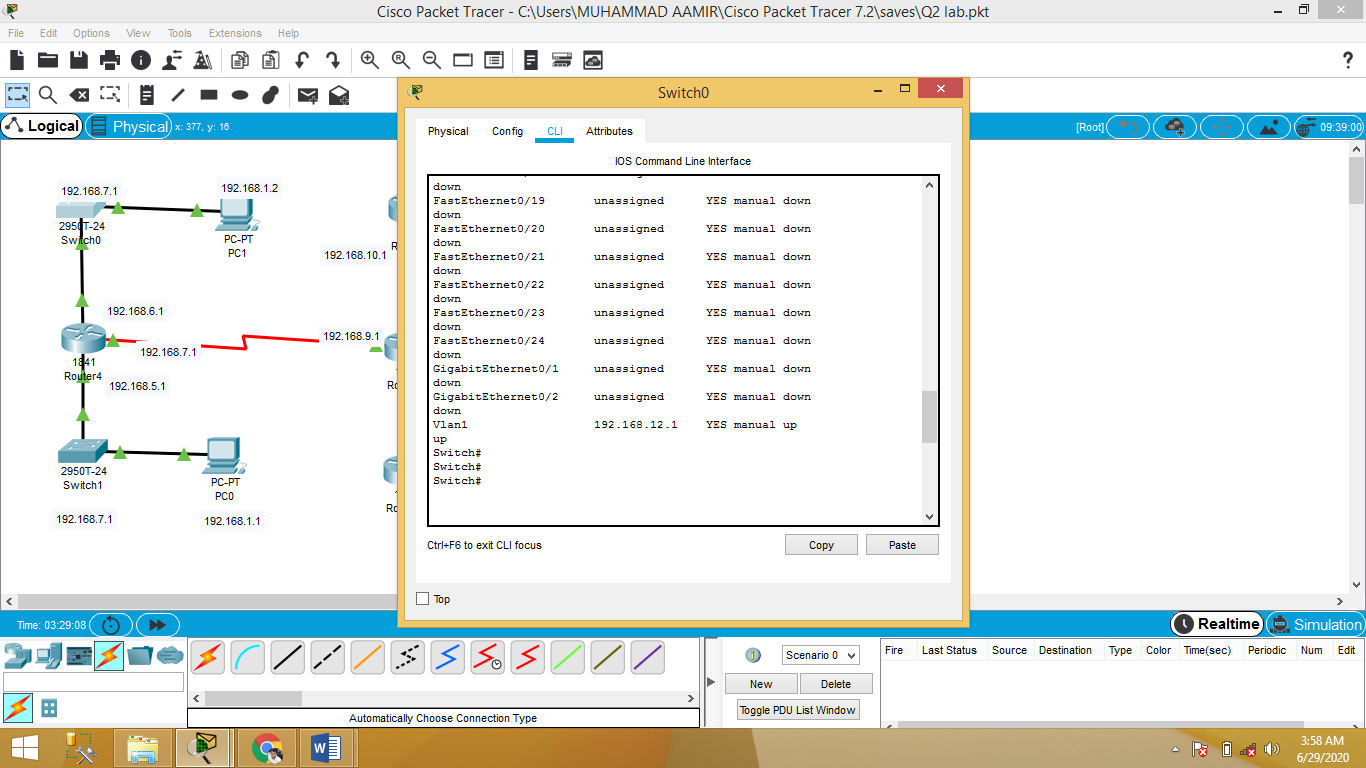 Cisco Packet Tracer - C:\Users\MUHAMMAD AAMIR\Cisco Packet Tracer 7.2\saves\Q2 lab.pkt
File Edit Options View Tools Extensions Help
Logical Physical x: 377, y: 16
[Root] 09:39:00
192.168.7.1
192.168.1.2
2950T-24
Switch0
PC-PT
PC1
192.168.10.1
192.168.6.1
192.168.9.1
192.168.7.1
1841
Router4
192.168.5.1
2950T-24
Switch1
PC-PT
PC0
192.168.7.1
192.168.1.1
Switch0
Physical Config CLI Attributes
IOS Command Line Interface
down
FastEthernet0/19 unassigned YES manual down
down
FastEthernet0/20 unassigned YES manual down
down
FastEthernet0/21 unassigned YES manual down
down
FastEthernet0/22 unassigned YES manual down
down
FastEthernet0/23 unassigned YES manual down
down
FastEthernet0/24 unassigned YES manual down
down
GigabitEthernet0/1 unassigned YES manual down
down
GigabitEthernet0/2 unassigned YES manual down
down
Vlan1 192.168.12.1 YES manual up
up
Switch#
Switch#
Switch#
Ctrl+F6 to exit CLI focus
Copy Paste
Top
Time: 03:29:08
Realtime Simulation
Scenario 0
New Delete
Toggle PDU List Window
Fire Last Status Source Destination Type Color Time(sec) Periodic Num Edit
Automatically Choose Connection Type
3:58 AM
6/29/2020